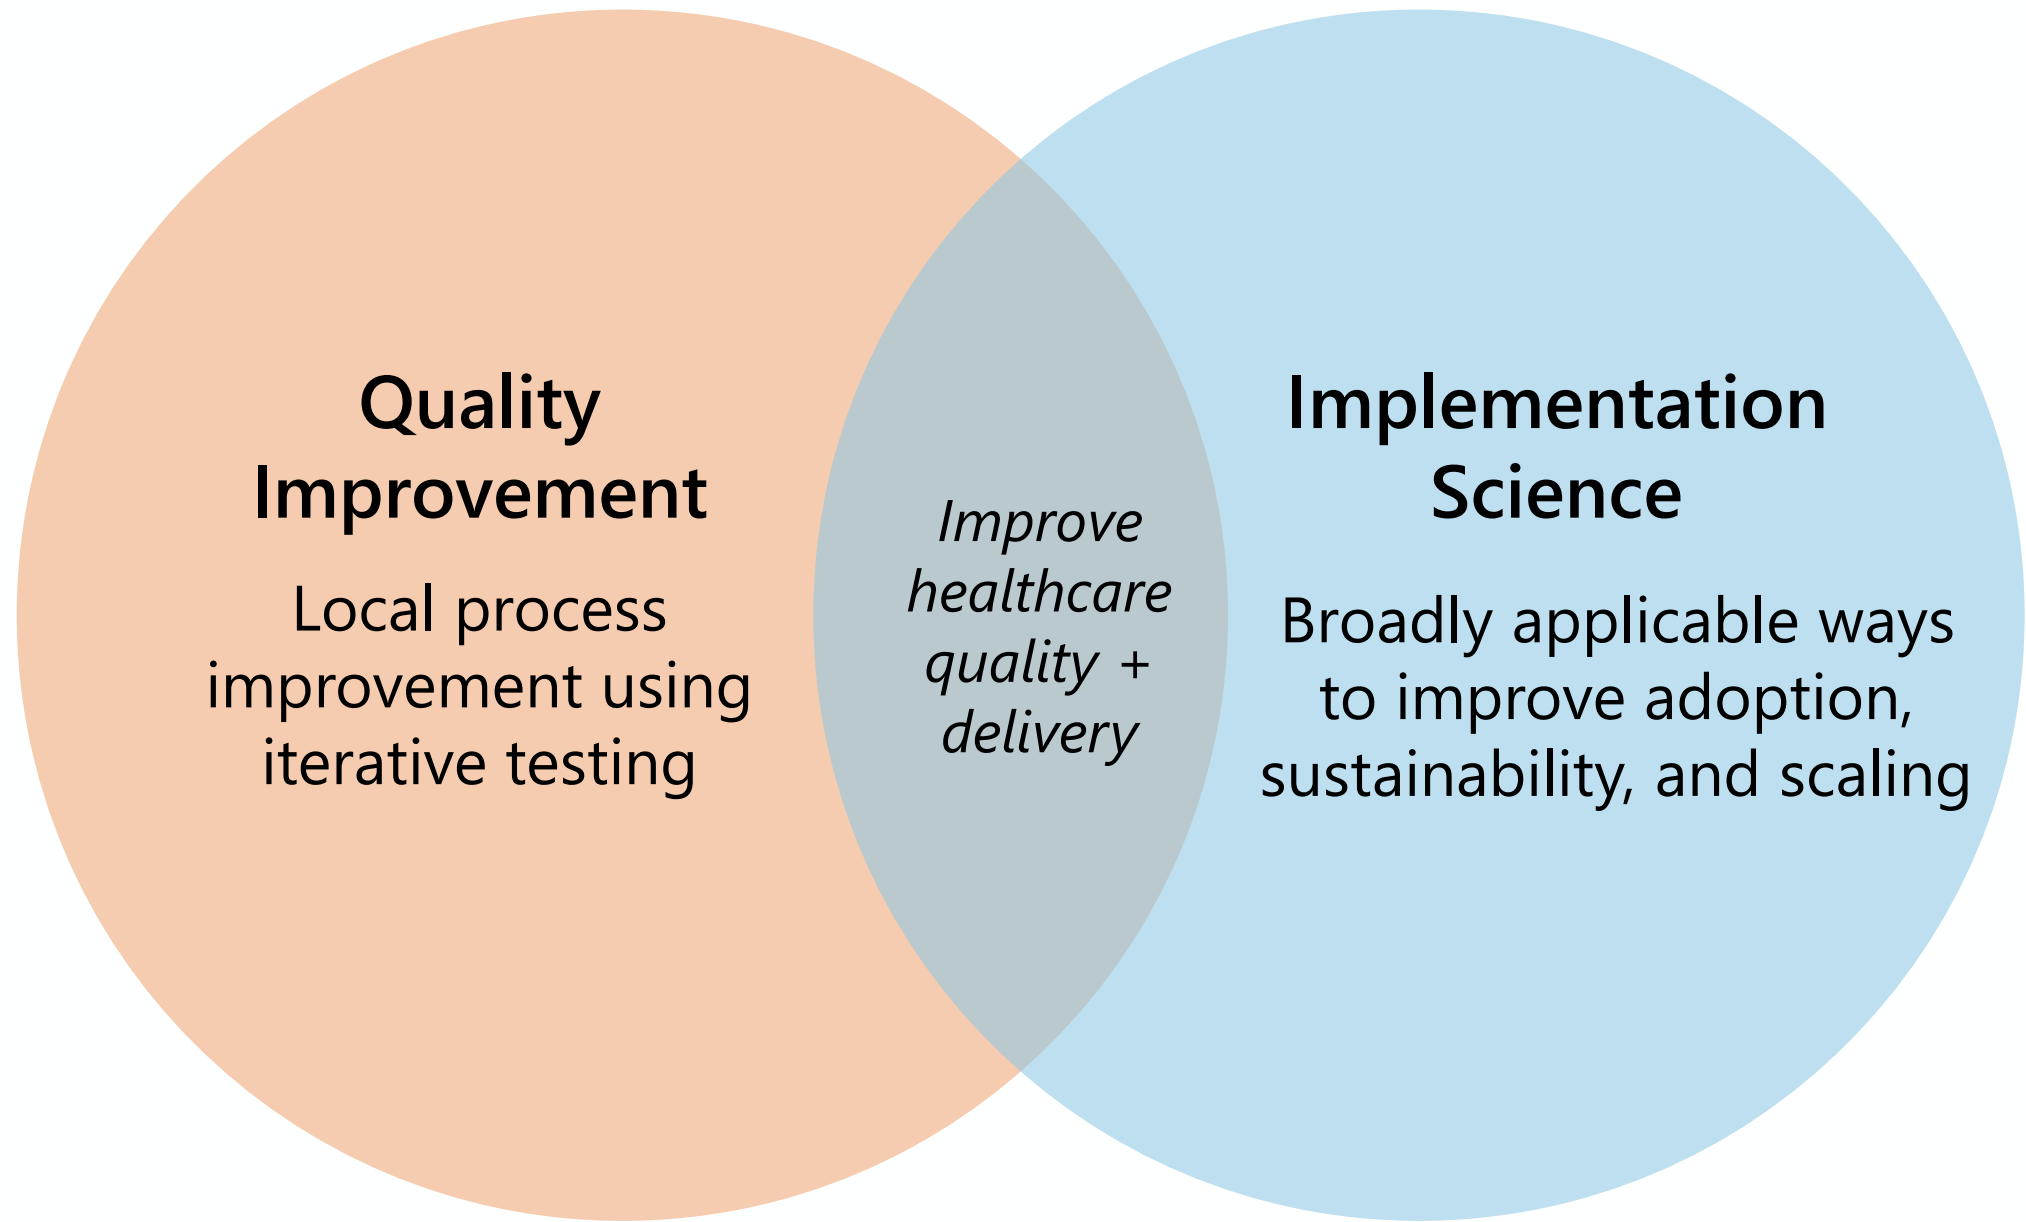 Quality
Improvement
Local process
improvement using
iterative testing
Improve
healthcare
quality +
delivery
Implementation
Science
Broadly applicable ways
to improve adoption,
sustainability, and scaling